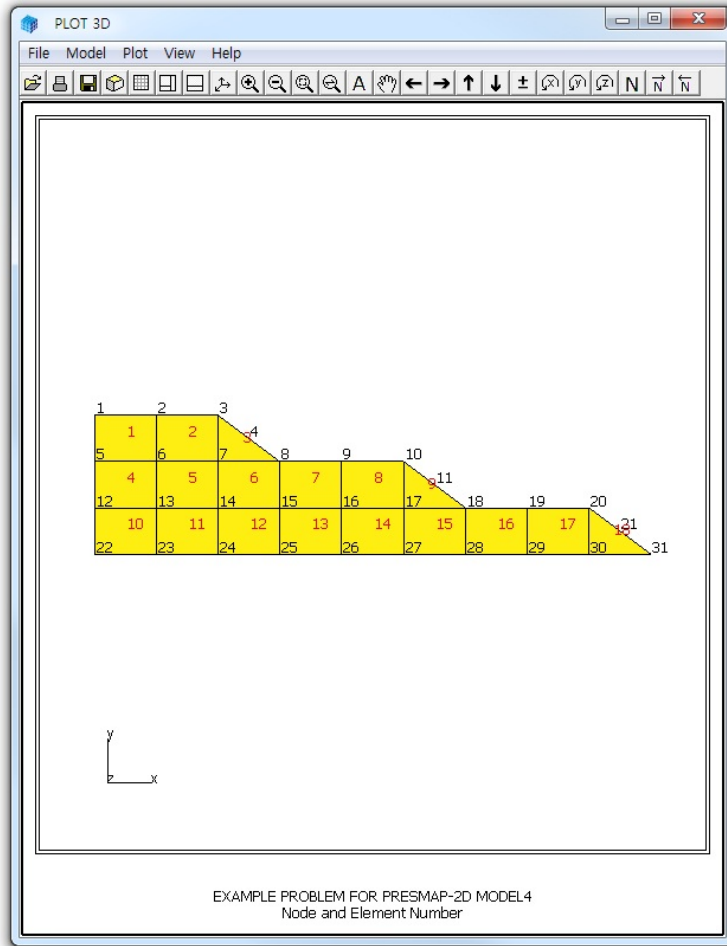 PLOT 3D
File Model Plot View Help
A ± x y z N N N
1 2 3
1 2 3 4
5 6 7 8 9 10
4 5 6 7 8 9 11
12 13 14 15 16 17 18 19 20
10 11 12 13 14 15 16 17 18 21
22 23 24 25 26 27 28 29 30 31
y
z x
EXAMPLE PROBLEM FOR PRESMAP-2D MODEL4
Node and Element Number